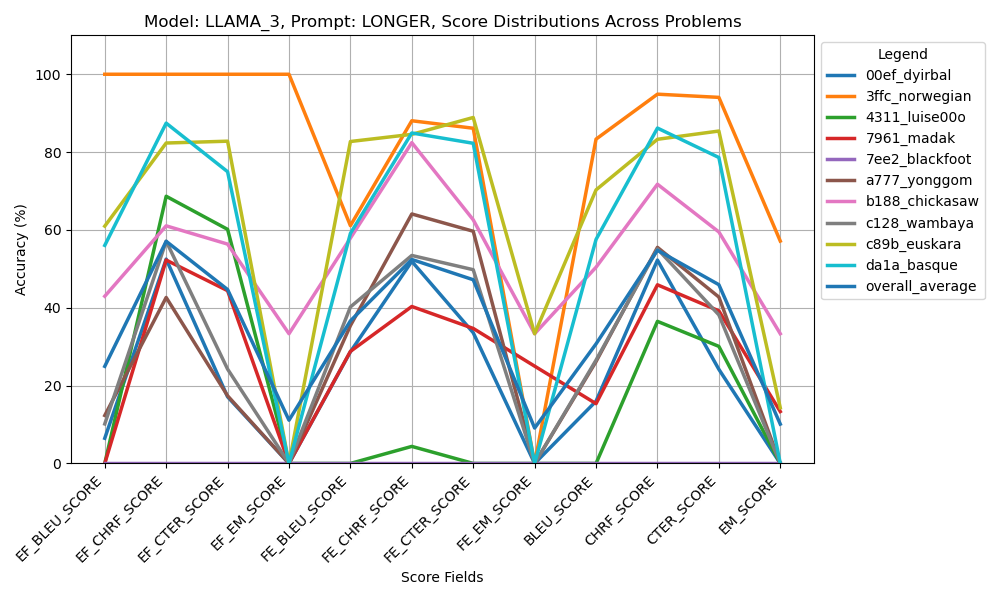 Model: LLAMA_3, Prompt: LONGER, Score Distributions Across Problems
Accuracy (%)
100
80
60
40
20
0
EF_BLEU_SCORE
EF_CHRF_SCORE
EF_CTER_SCORE
EF_EM_SCORE
FE_BLEU_SCORE
FE_CHRF_SCORE
FE_CTER_SCORE
FE_EM_SCORE
BLEU_SCORE
CHRF_SCORE
CTER_SCORE
EM_SCORE
Score Fields
Legend
00ef_dyirbal
3ffc_norwegian
4311_luise00o
7961_madak
7ee2_blackfoot
a777_yonggom
b188_chickasaw
c128_wambaya
c89b_euskara
da1a_basque
overall_average